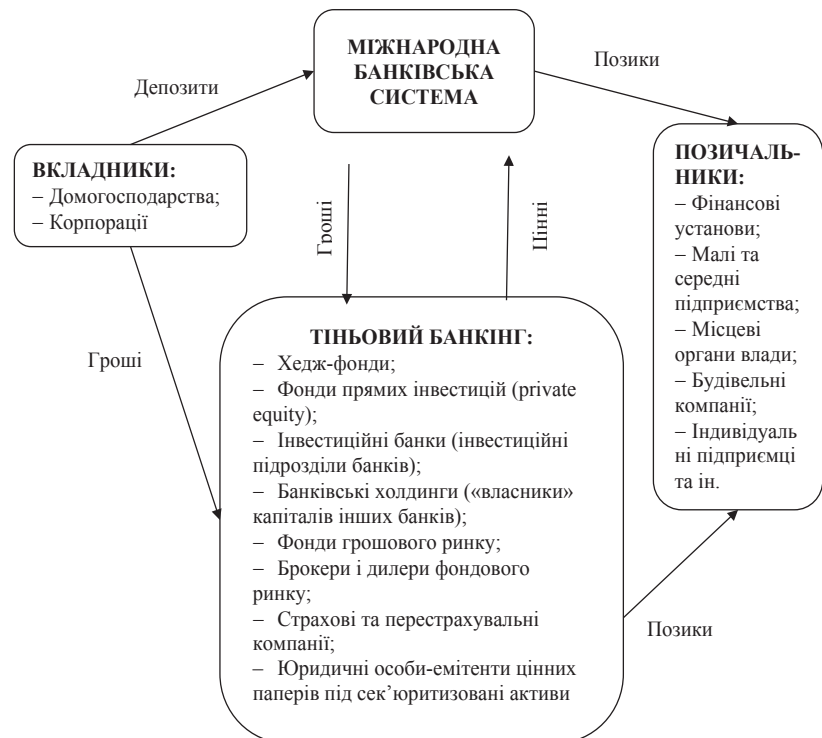 МІЖНАРОДНА
БАНКІВСЬКА
СИСТЕМА
Депозити
Позики
ВКЛАДНИКИ:
– Домогосподарства;
– Корпорації
ПОЗИЧАЛЬ-
НИКИ:
– Фінансові
установи;
– Малі та
середні
підприємства;
– Місцеві
органи влади;
– Будівельні
компанії;
– Індивідуаль
ні підприємці
та ін.
Гроші
Цінні
Гроші
ТІНЬОВИЙ БАНКІНГ:
– Хедж-фонди;
– Фонди прямих інвестицій (private
equity);
– Інвестиційні банки (інвестиційні
підрозділи банків);
– Банківські холдинги («власники»
капіталів інших банків);
– Фонди грошового ринку;
– Брокери і дилери фондового
ринку;
– Страхові та перестрахувальні
компанії;
– Юридичні особи-емітенти цінних
паперів під сек’юритизовані активи
Позики